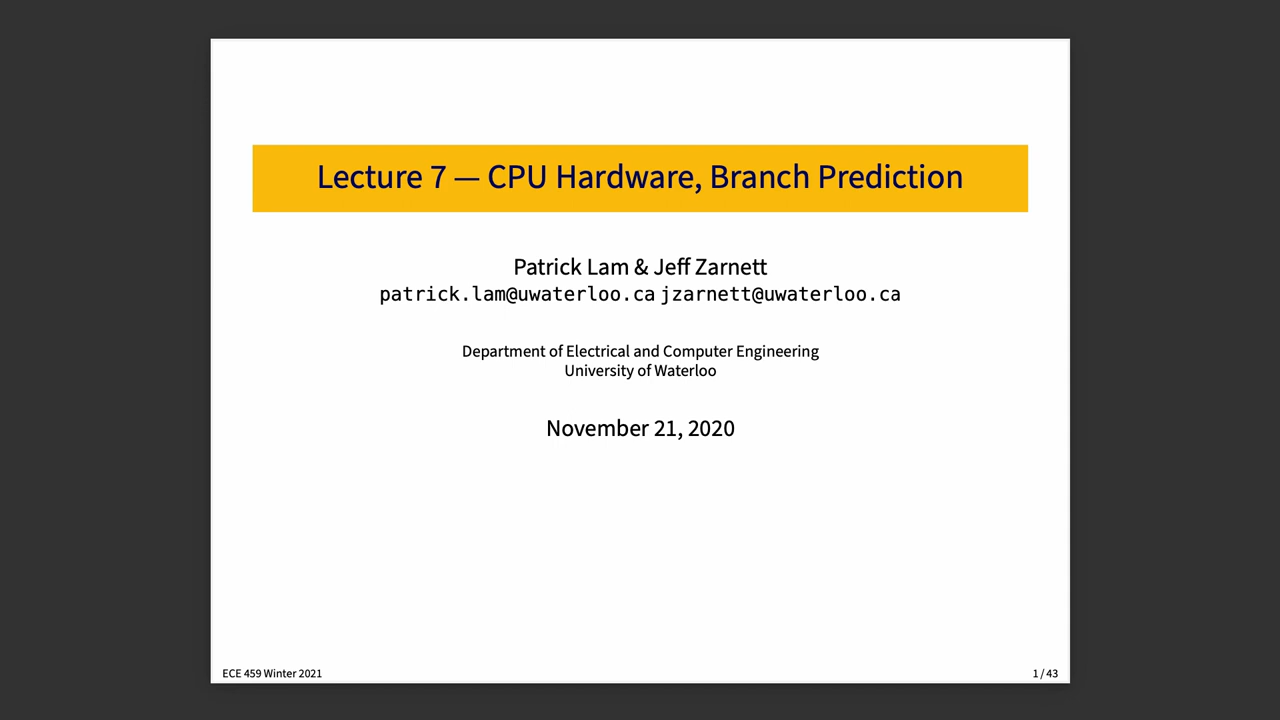 Lecture 7 — CPU Hardware, Branch Prediction
Patrick Lam & Jeff Zarnett
patrick.lam@uwaterloo.ca jzarnett@uwaterloo.ca
Department of Electrical and Computer Engineering
University of Waterloo
November 21, 2020
ECE 459 Winter 2021
1 / 43